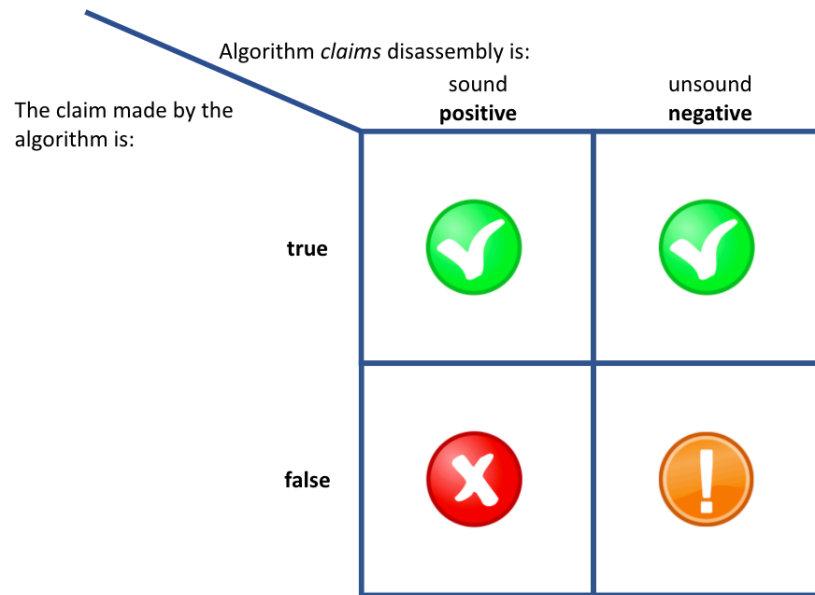 Algorithm claims disassembly is:
The claim made by the
algorithm is:
sound
positive
unsound
negative
true
false